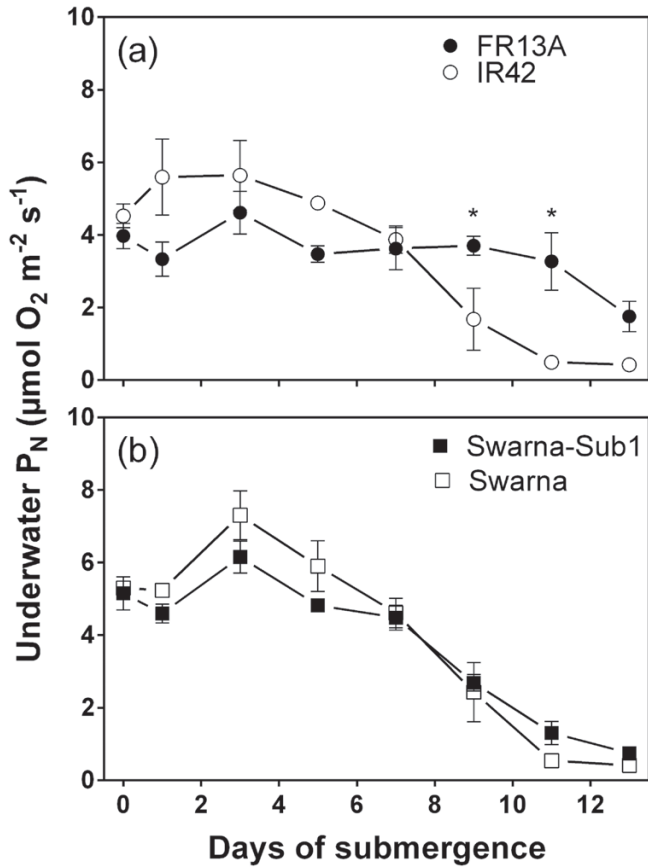 Underwater P_N (µmol O₂ m⁻² s⁻¹)
10
8
6
4
2
0
(a)
FR13A
IR42
*
*
10
8
6
4
2
0
(b)
Swarna-Sub1
Swarna
0 2 4 6 8 10 12
Days of submergence